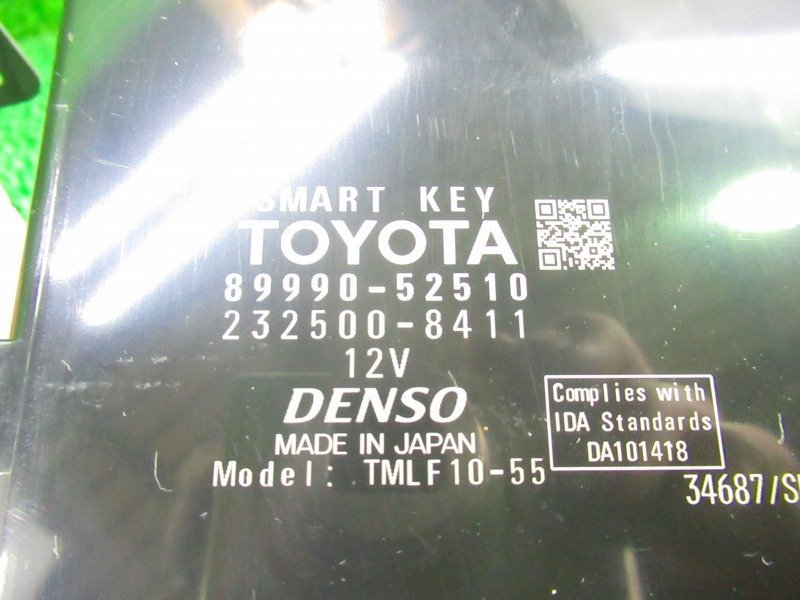 SMART KEY
TOYOTA
89990-52510
232500-8411
12V
DENSO
MADE IN JAPAN
Model: TMLF10-55
Complies with
IDA Standards
DA101418
34687/S